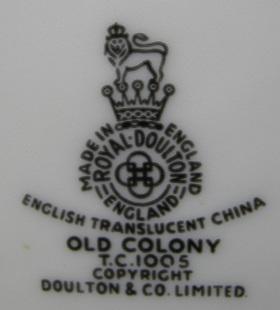 MADE IN ENGLAND
ROYAL·DOULTON
ENGLAND
ENGLISH TRANSLUCENT CHINA
OLD COLONY
T.C.1005
COPYRIGHT
DOULTON & CO. LIMITED.